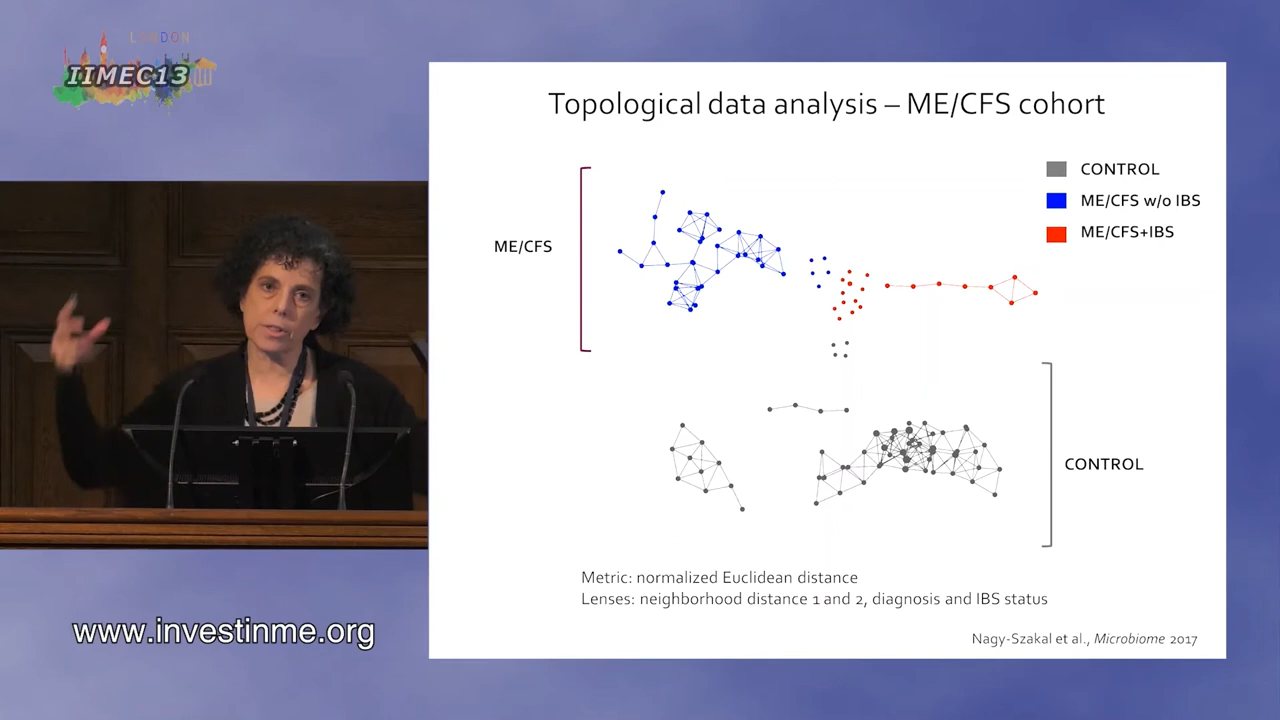 LONDON
IIMEC13
Topological data analysis – ME/CFS cohort
CONTROL
ME/CFS w/o IBS
ME/CFS+IBS
ME/CFS
CONTROL
Metric: normalized Euclidean distance
Lenses: neighborhood distance 1 and 2, diagnosis and IBS status
Nagy-Szakal et al., Microbiome 2017
www.investinme.org